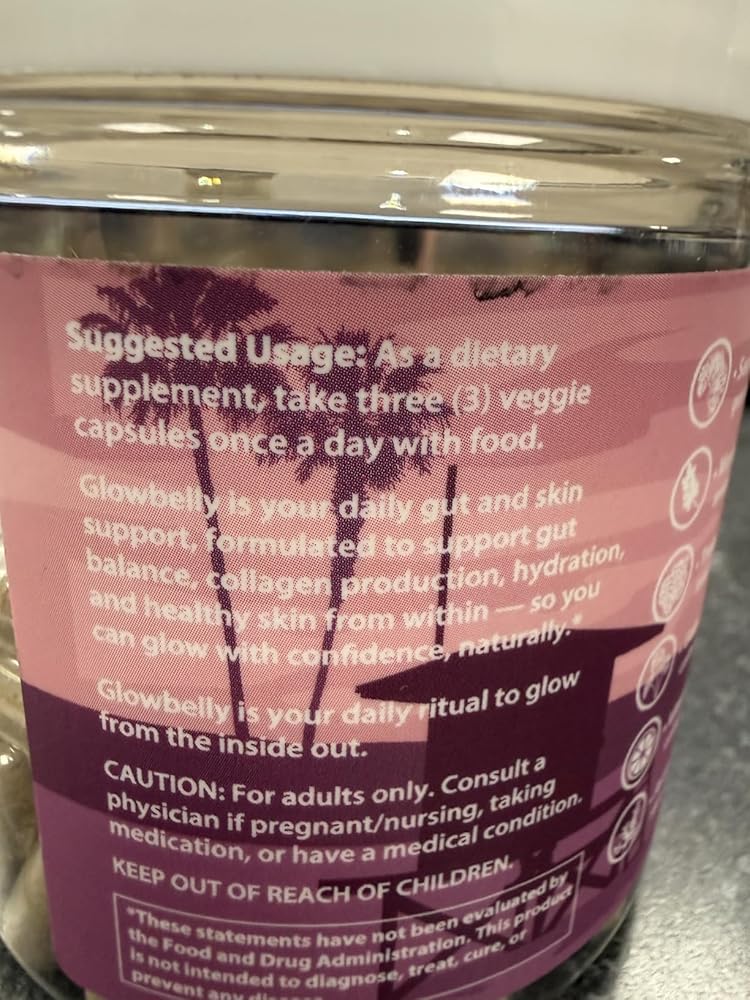 Suggested Usage: As a dietary
supplement, take three (3) veggie
capsules once a day with food.
Glowbelly is your daily gut and skin
support, formulated to support gut
balance, collagen production, hydration,
and healthy skin from within — so you
can glow with confidence, naturally.*
Glowbelly is your daily ritual to glow
from the inside out.
CAUTION: For adults only. Consult a
physician if pregnant/nursing, taking
medication, or have a medical condition.
KEEP OUT OF REACH OF CHILDREN.
*These statements have not been evaluated by
the Food and Drug Administration. This product
is not intended to diagnose, treat, cure, or
prevent any disease.